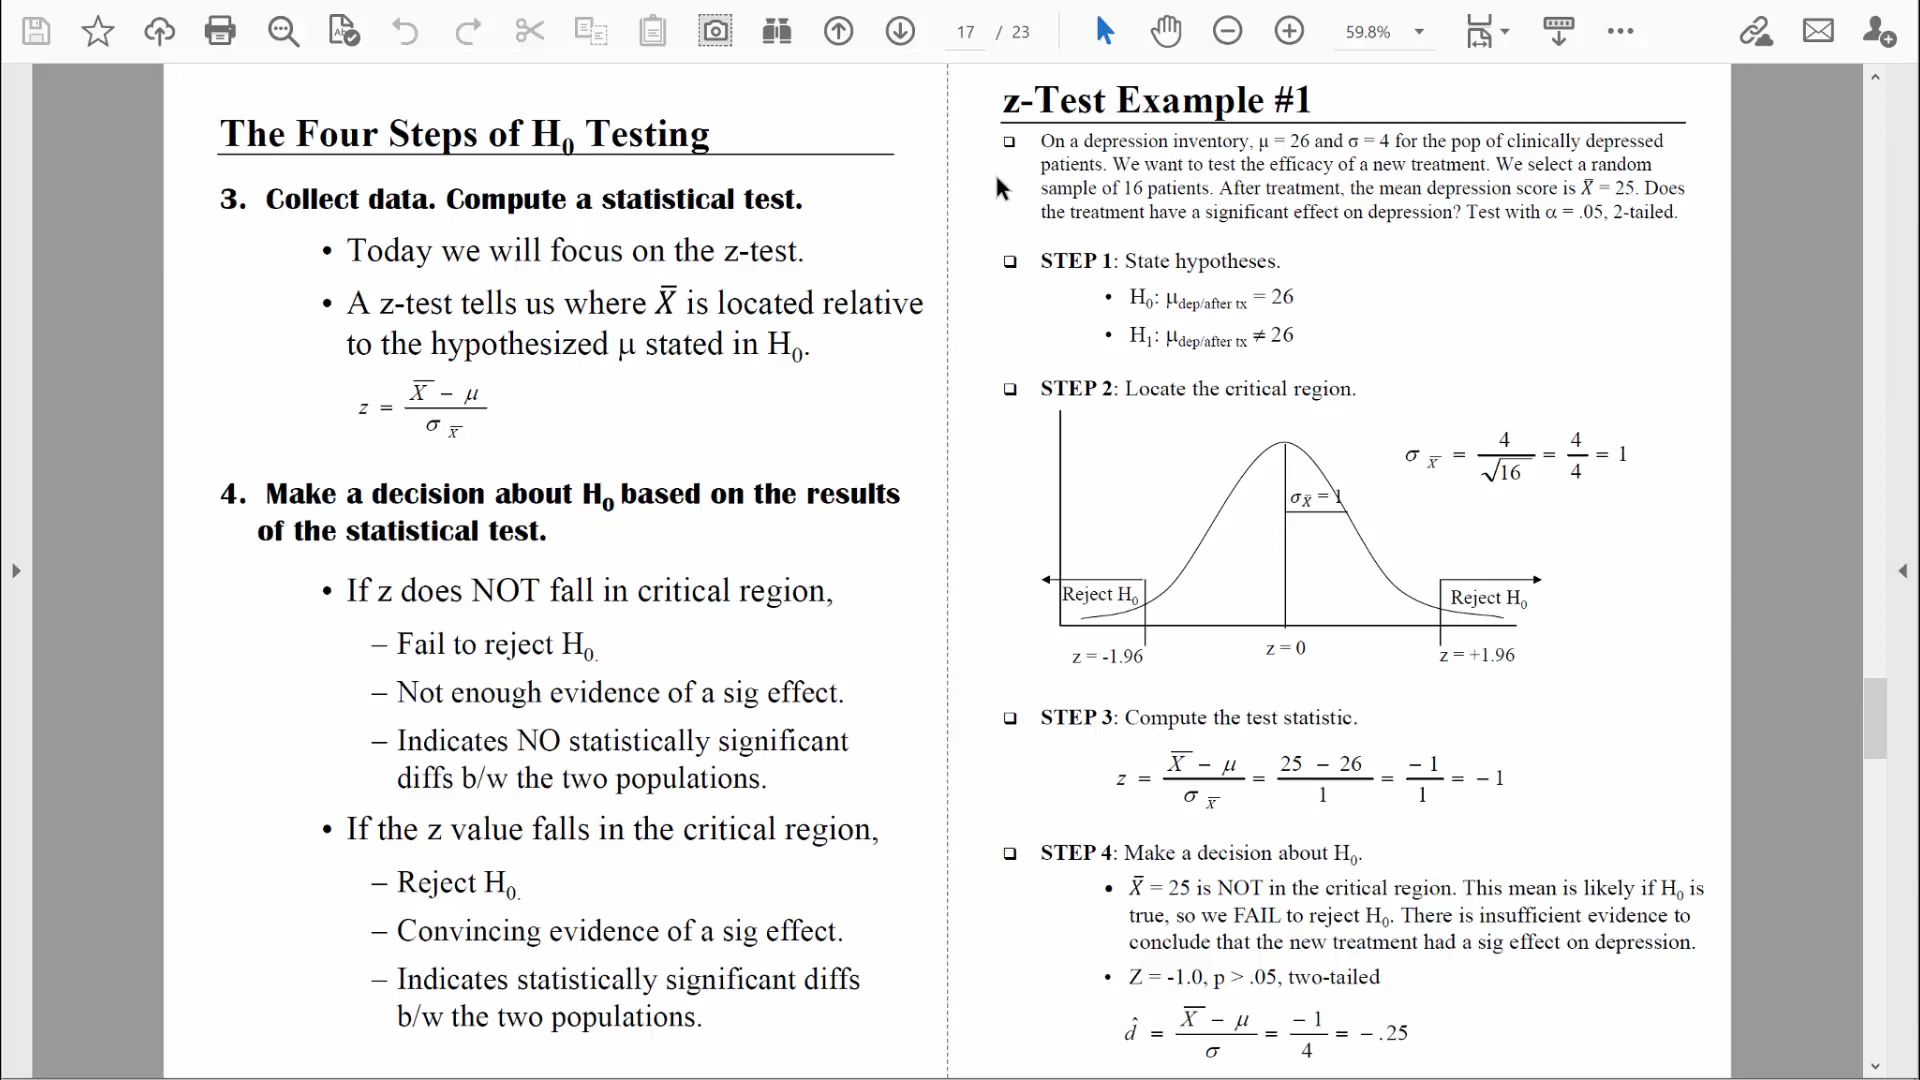 17 / 23
59.8%
The Four Steps of H₀ Testing
3. Collect data. Compute a statistical test.
• Today we will focus on the z-test.
• A z-test tells us where X̅ is located relative
to the hypothesized μ stated in H₀.
z = (X̅ − μ) / σ_X̅
4. Make a decision about H₀ based on the results
of the statistical test.
• If z does NOT fall in critical region,
– Fail to reject H₀.
– Not enough evidence of a sig effect.
– Indicates NO statistically significant
diffs b/w the two populations.
• If the z value falls in the critical region,
– Reject H₀.
– Convincing evidence of a sig effect.
– Indicates statistically significant diffs
b/w the two populations.
z-Test Example #1
❑ On a depression inventory, μ = 26 and σ = 4 for the pop of clinically depressed
patients. We want to test the efficacy of a new treatment. We select a random
sample of 16 patients. After treatment, the mean depression score is X̅ = 25. Does
the treatment have a significant effect on depression? Test with α = .05, 2-tailed.
❑ STEP 1: State hypotheses.
• H₀: μ dep/after tx = 26
• H₁: μ dep/after tx ≠ 26
❑ STEP 2: Locate the critical region.
σ_X̅ = 4/√16 = 4/4 = 1
σ_X̅ = 1
Reject H₀
Reject H₀
z = -1.96
z = 0
z = +1.96
❑ STEP 3: Compute the test statistic.
z = (X̅ − μ) / σ_X̅ = (25 − 26) / 1 = −1 / 1 = −1
❑ STEP 4: Make a decision about H₀.
• X̅ = 25 is NOT in the critical region. This mean is likely if H₀ is
true, so we FAIL to reject H₀. There is insufficient evidence to
conclude that the new treatment had a sig effect on depression.
• Z = -1.0, p > .05, two-tailed
d̂ = (X̅ − μ) / σ = −1 / 4 = −.25